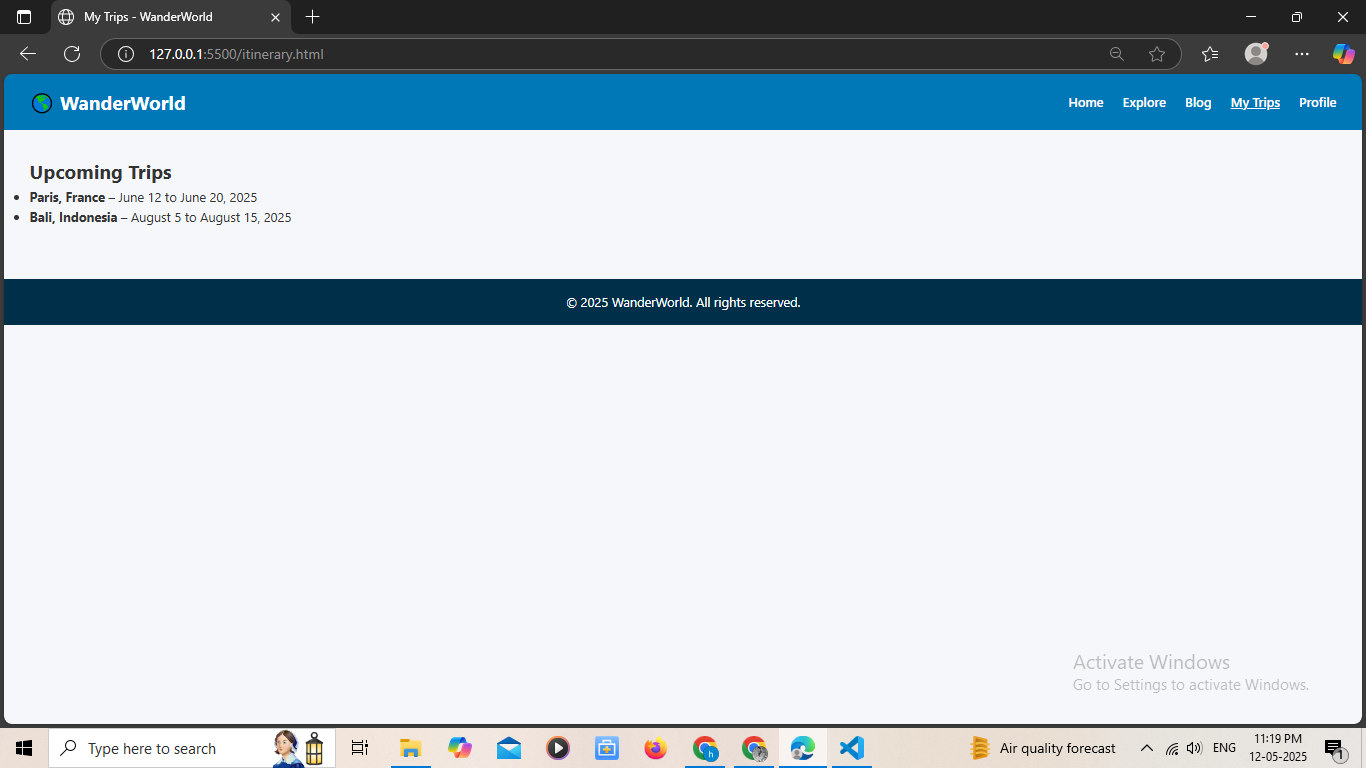 My Trips - WanderWorld
127.0.0.1:5500/itinerary.html
WanderWorld
Home Explore Blog My Trips Profile
Upcoming Trips
• Paris, France – June 12 to June 20, 2025
• Bali, Indonesia – August 5 to August 15, 2025
© 2025 WanderWorld. All rights reserved.
Activate Windows
Go to Settings to activate Windows.
Type here to search
h
Air quality forecast
ENG
11:19 PM
12-05-2025
1